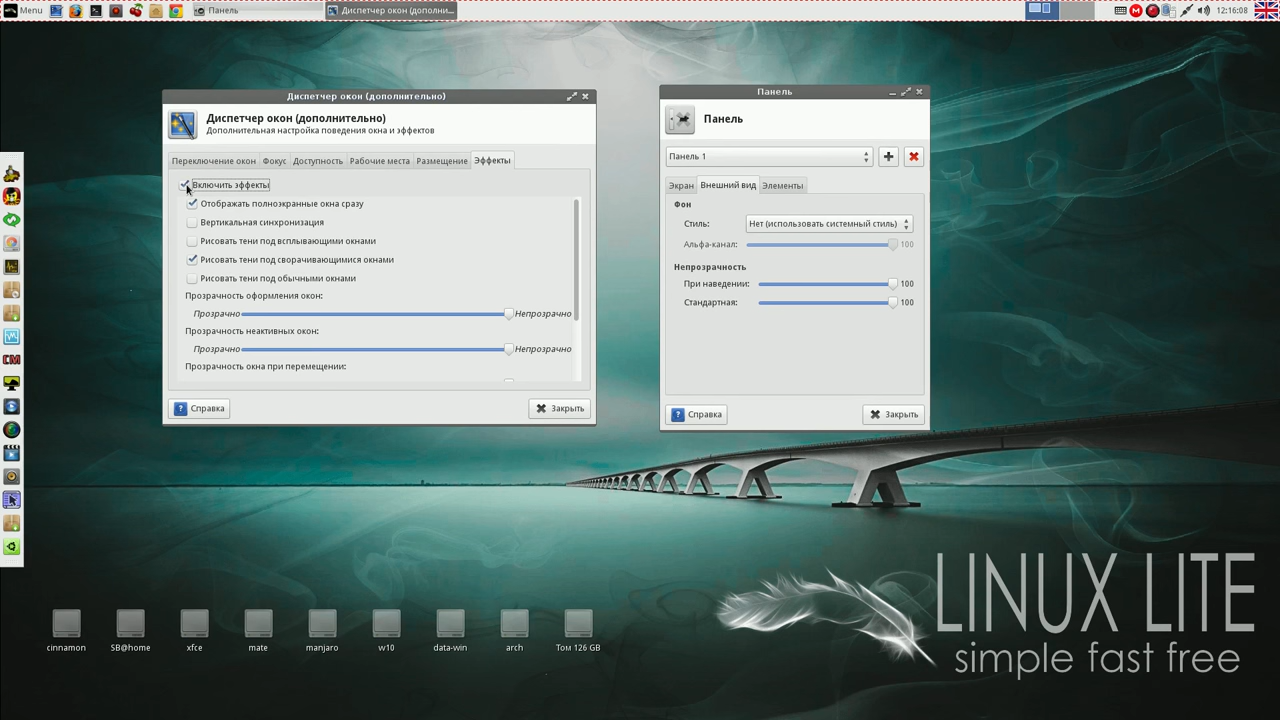 Menu
Панель
Диспетчер окон (дополни...
12:16:08
Диспетчер окон (дополнительно)
Диспетчер окон (дополнительно)
Дополнительная настройка поведения окна и эффектов
Переключение окон Фокус Доступность Рабочие места Размещение Эффекты
Включить эффекты
Отображать полноэкранные окна сразу
Вертикальная синхронизация
Рисовать тени под всплывающими окнами
Рисовать тени под сворачивающимися окнами
Рисовать тени под обычными окнами
Прозрачность оформления окон:
Прозрачно Непрозрачно
Прозрачность неактивных окон:
Прозрачно Непрозрачно
Прозрачность окна при перемещении:
Справка
Закрыть
Панель
Панель
Панель 1
Экран Внешний вид Элементы
Фон
Стиль: Нет (использовать системный стиль)
Альфа-канал: 100
Непрозрачность
При наведении: 100
Стандартная: 100
Справка
Закрыть
CM
LINUX LITE
simple fast free
cinnamon
SB@home
xfce
mate
manjaro
w10
data-win
arch
Том 126 GB